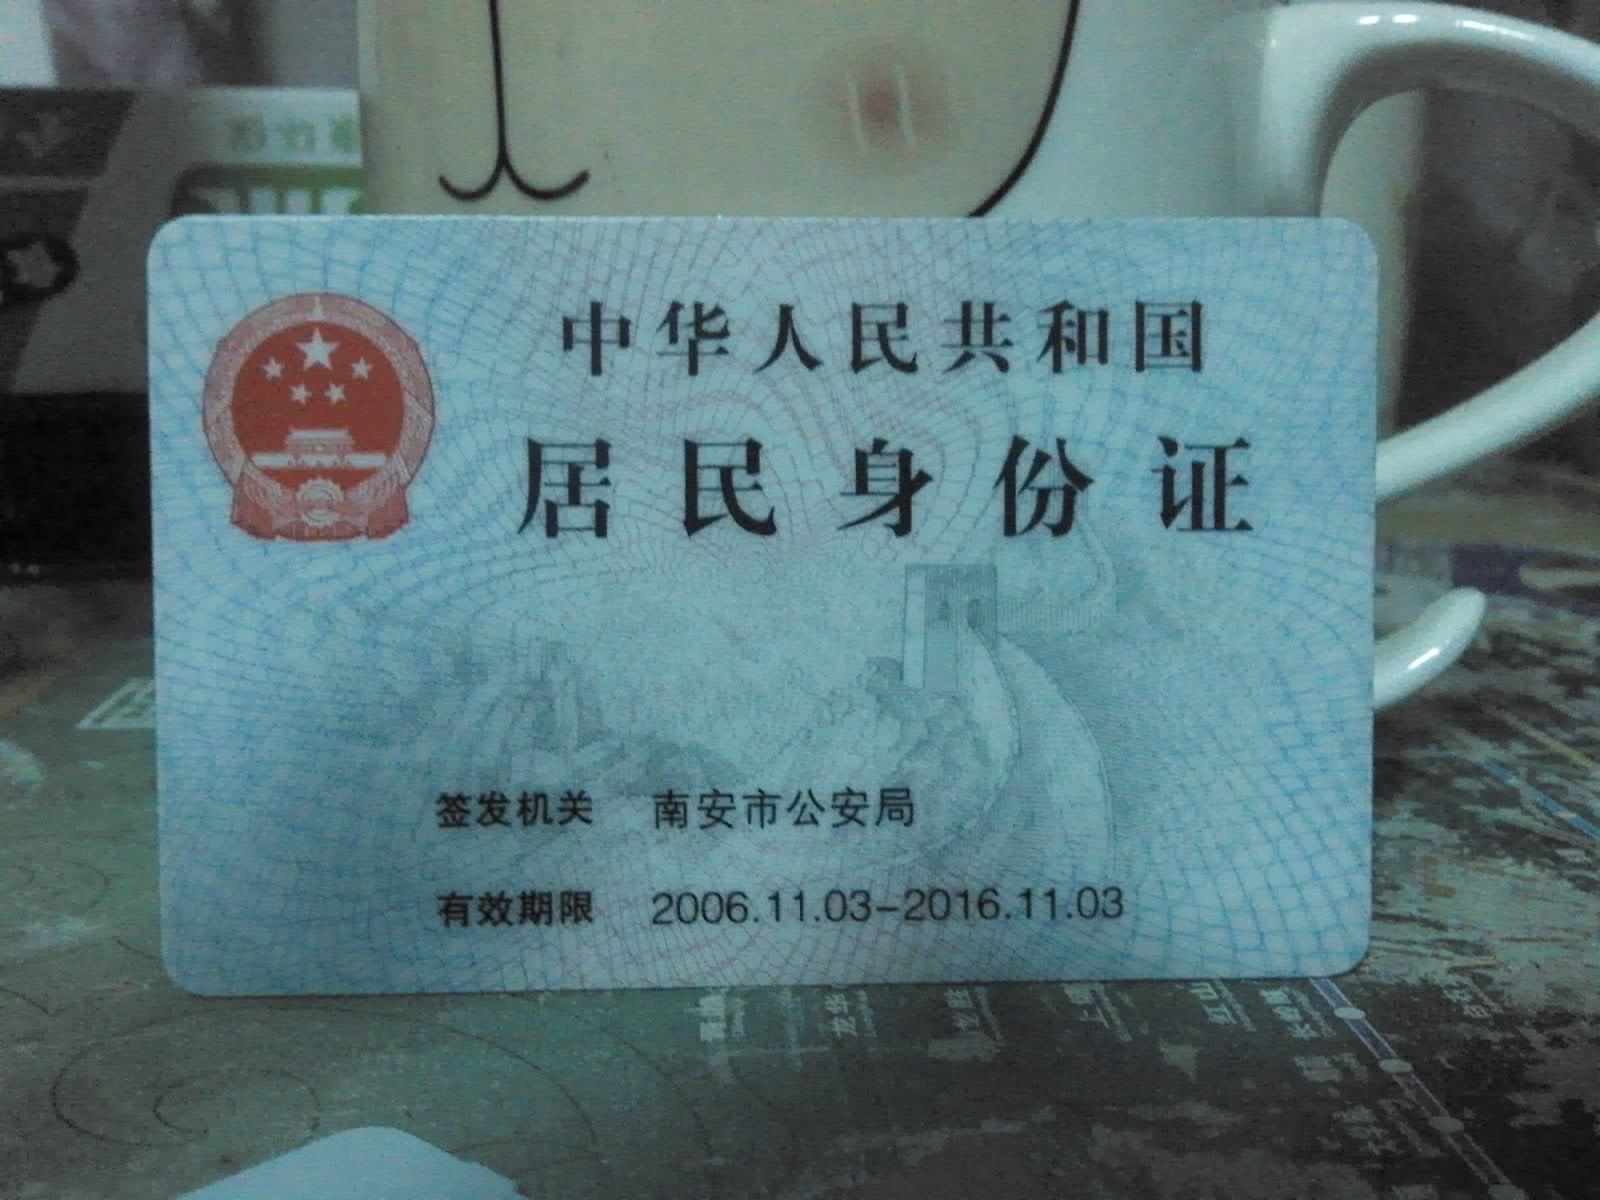 中华人民共和国
居民身份证
签发机关 南安市公安局
有效期限 2006.11.03-2016.11.03